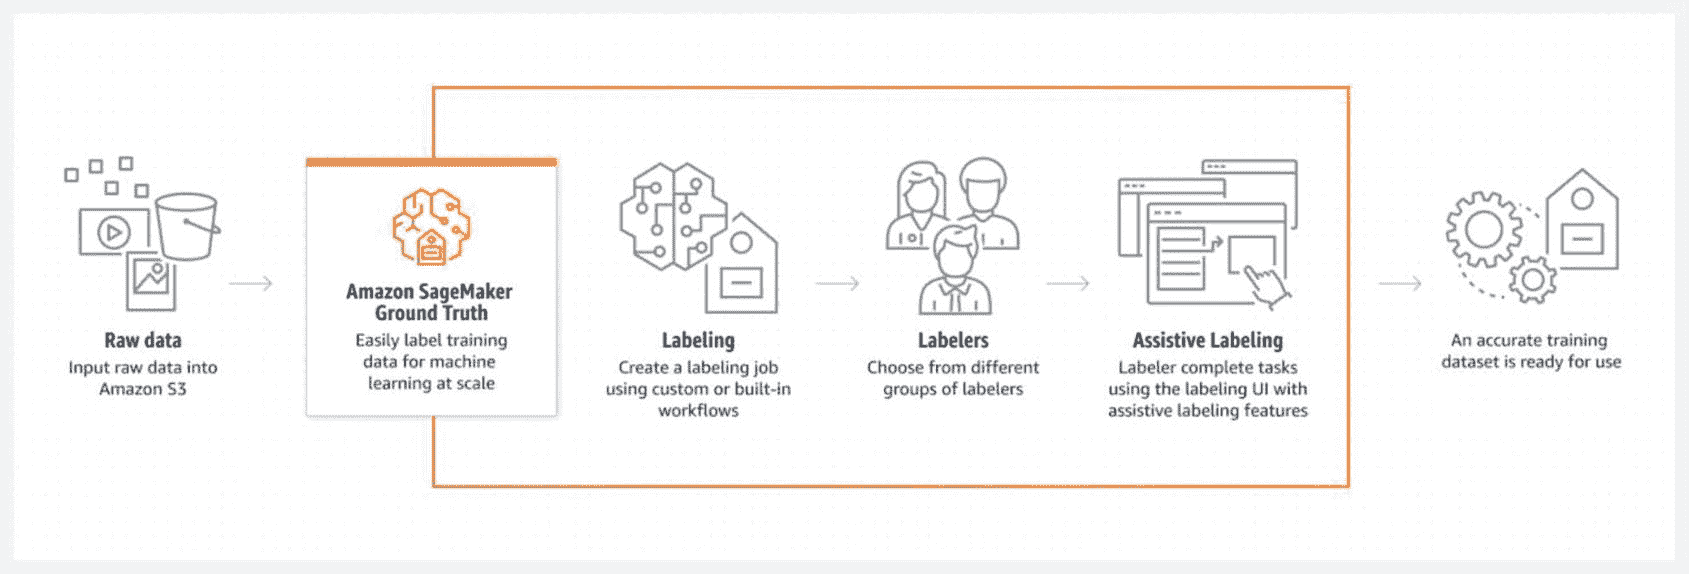 Raw data
Input raw data into
Amazon S3
Amazon SageMaker
Ground Truth
Easily label training
data for machine
learning at scale
Labeling
Create a labeling job
using custom or built-in
workflows
Labelers
Choose from different
groups of labelers
Assistive Labeling
Labeler complete tasks
using the labeling UI with
assistive labeling features
An accurate training
dataset is ready for use